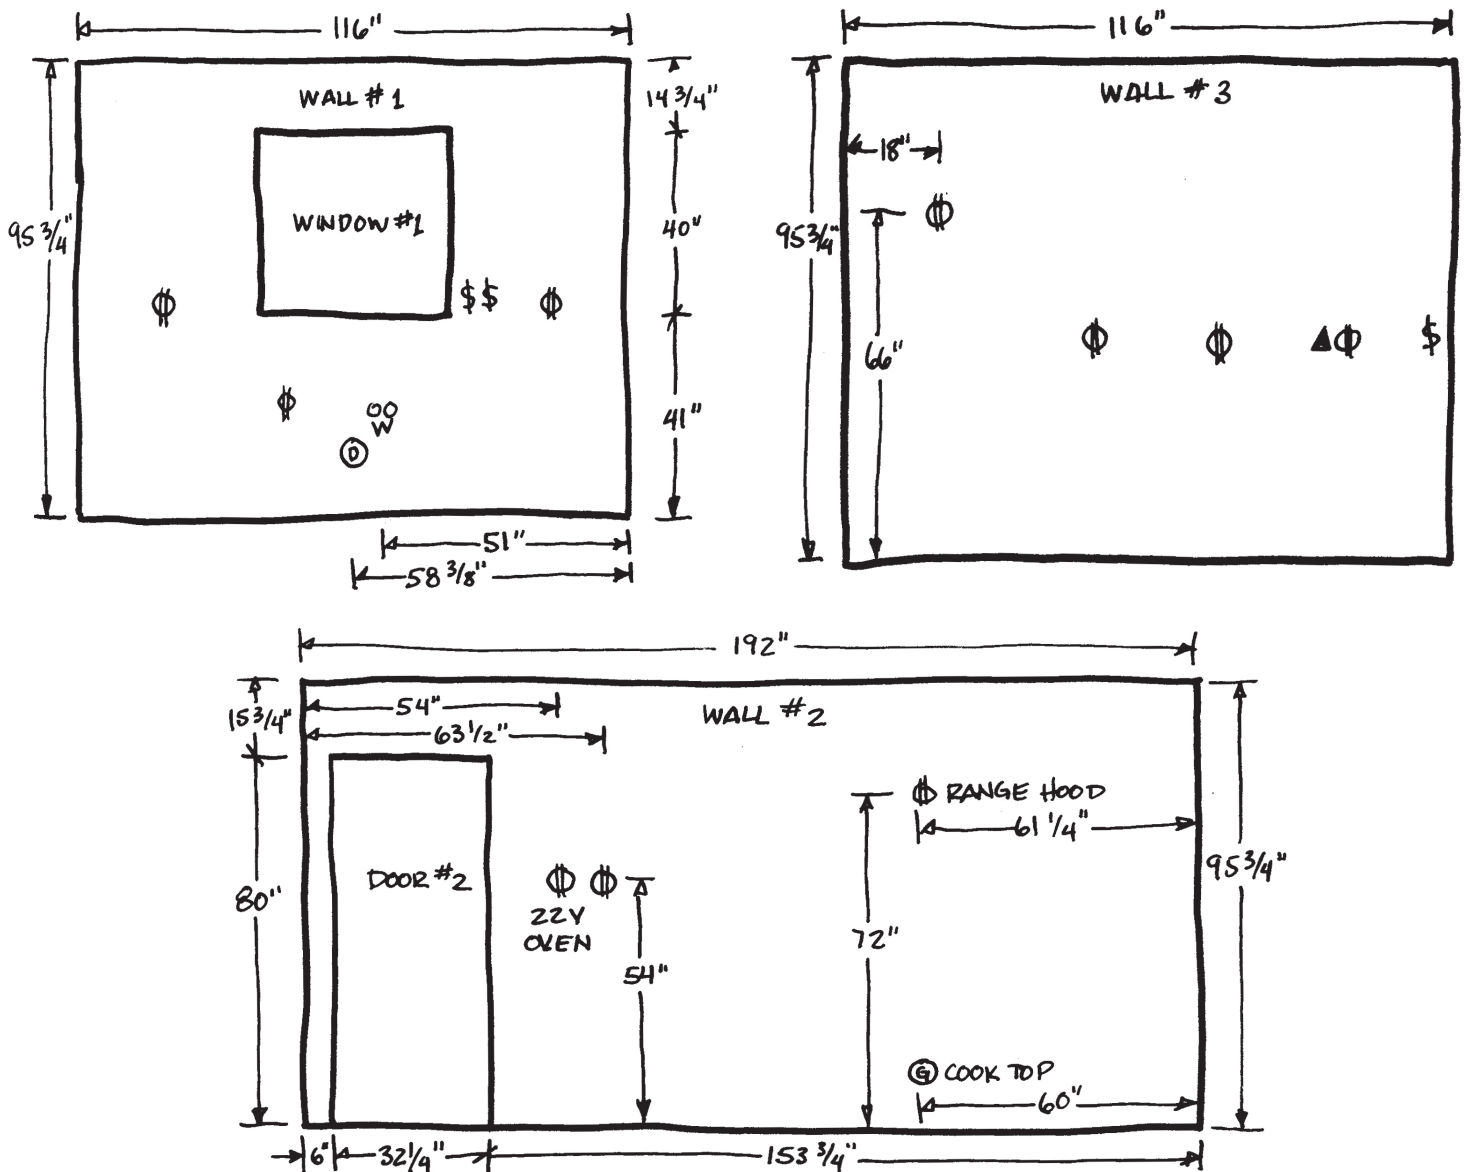 116"
WALL #1
14 3/4"
95 3/4"
WINDOW #1
40"
$ $
41"
OO
W
D
51"
58 3/8"
116"
WALL #3
18"
95 3/4"
66"
$
192"
15 3/4"
54"
WALL #2
63 1/2"
RANGE HOOD
61 1/4"
95 3/4"
DOOR #2
80"
22V
OVEN
72"
54"
G COOK TOP
60"
6"
32 1/4"
153 3/4"